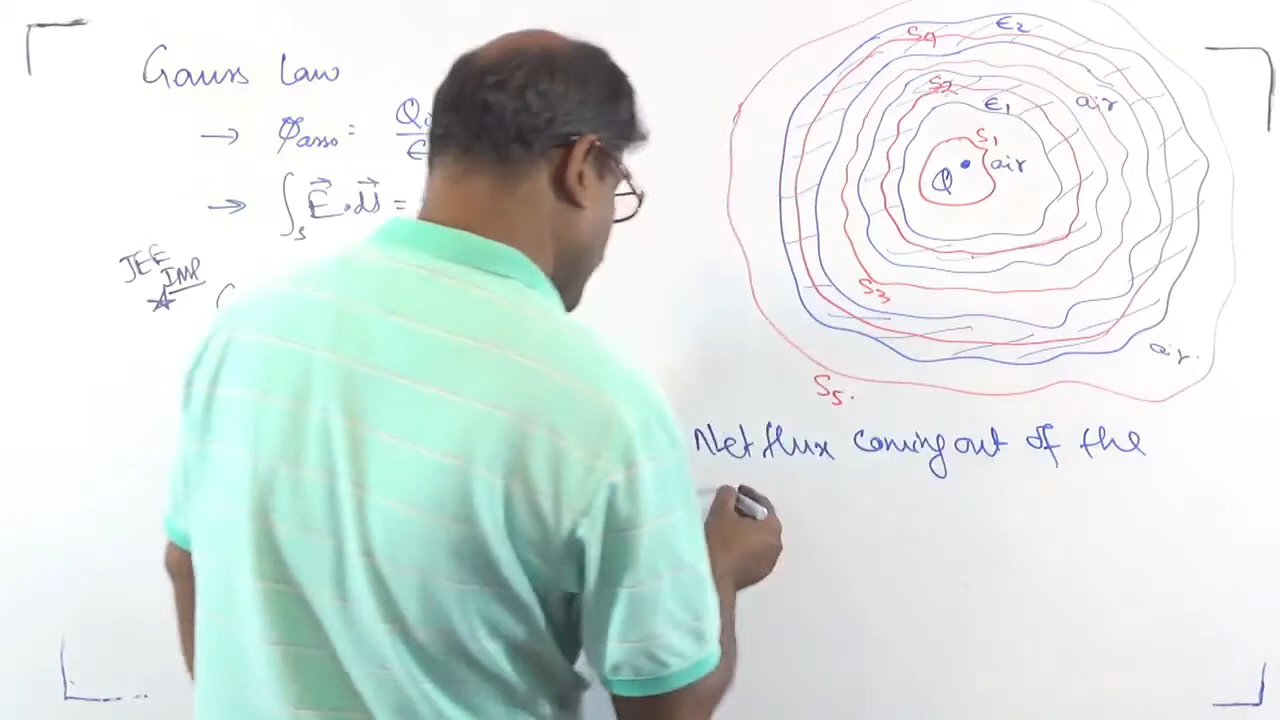 Gauss Law
→ φasso =
→ ∫s E⃗.ds⃗ =
JEE
IMP
S4
ϵ2
S2
ϵ1
air
S1
air
Q
S3
air.
S5.
Net flux coming out of the